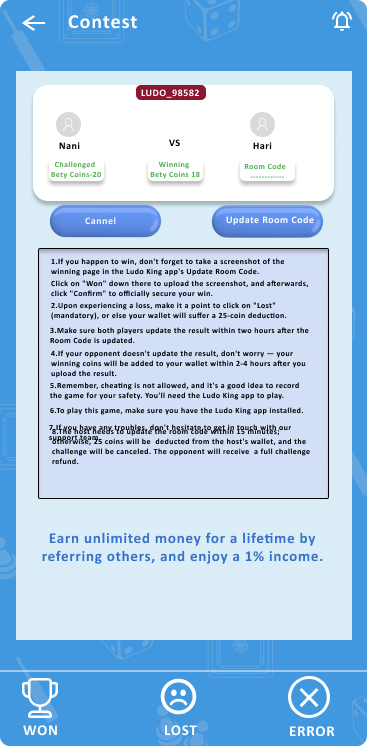 Contest
LUDO_98582
Nani
VS
Hari
Challenged
Bety Coins-20
Winning
Bety Coins 18
Room Code
------------
Cannel
Update Room Code
1.If you happen to win, don't forget to take a screenshot of the
winning page in the Ludo King app's Update Room Code.
Click on "Won" down there to upload the screenshot, and afterwards,
click "Confirm" to officially secure your win.
2.Upon experiencing a loss, make it a point to click on "Lost"
(mandatory), or else your wallet will suffer a 25-coin deduction.
3.Make sure both players update the result within two hours after the
Room Code is updated.
4.If your opponent doesn't update the result, don't worry — your
winning coins will be added to your wallet within 2-4 hours after you
upload the result.
5.Remember, cheating is not allowed, and it's a good idea to record
the game for your safety. You'll need the Ludo King app to play.
6.To play this game, make sure you have the Ludo King app installed.
7.If you have any troubles, don't hesitate to get in touch with our
support team.
8.The host needs to update the room code within 15 minutes;
otherwise, 25 coins will be deducted from the host's wallet, and the
challenge will be canceled. The opponent will receive a full challenge
refund.
Earn unlimited money for a lifetime by
referring others, and enjoy a 1% income.
WON
LOST
ERROR